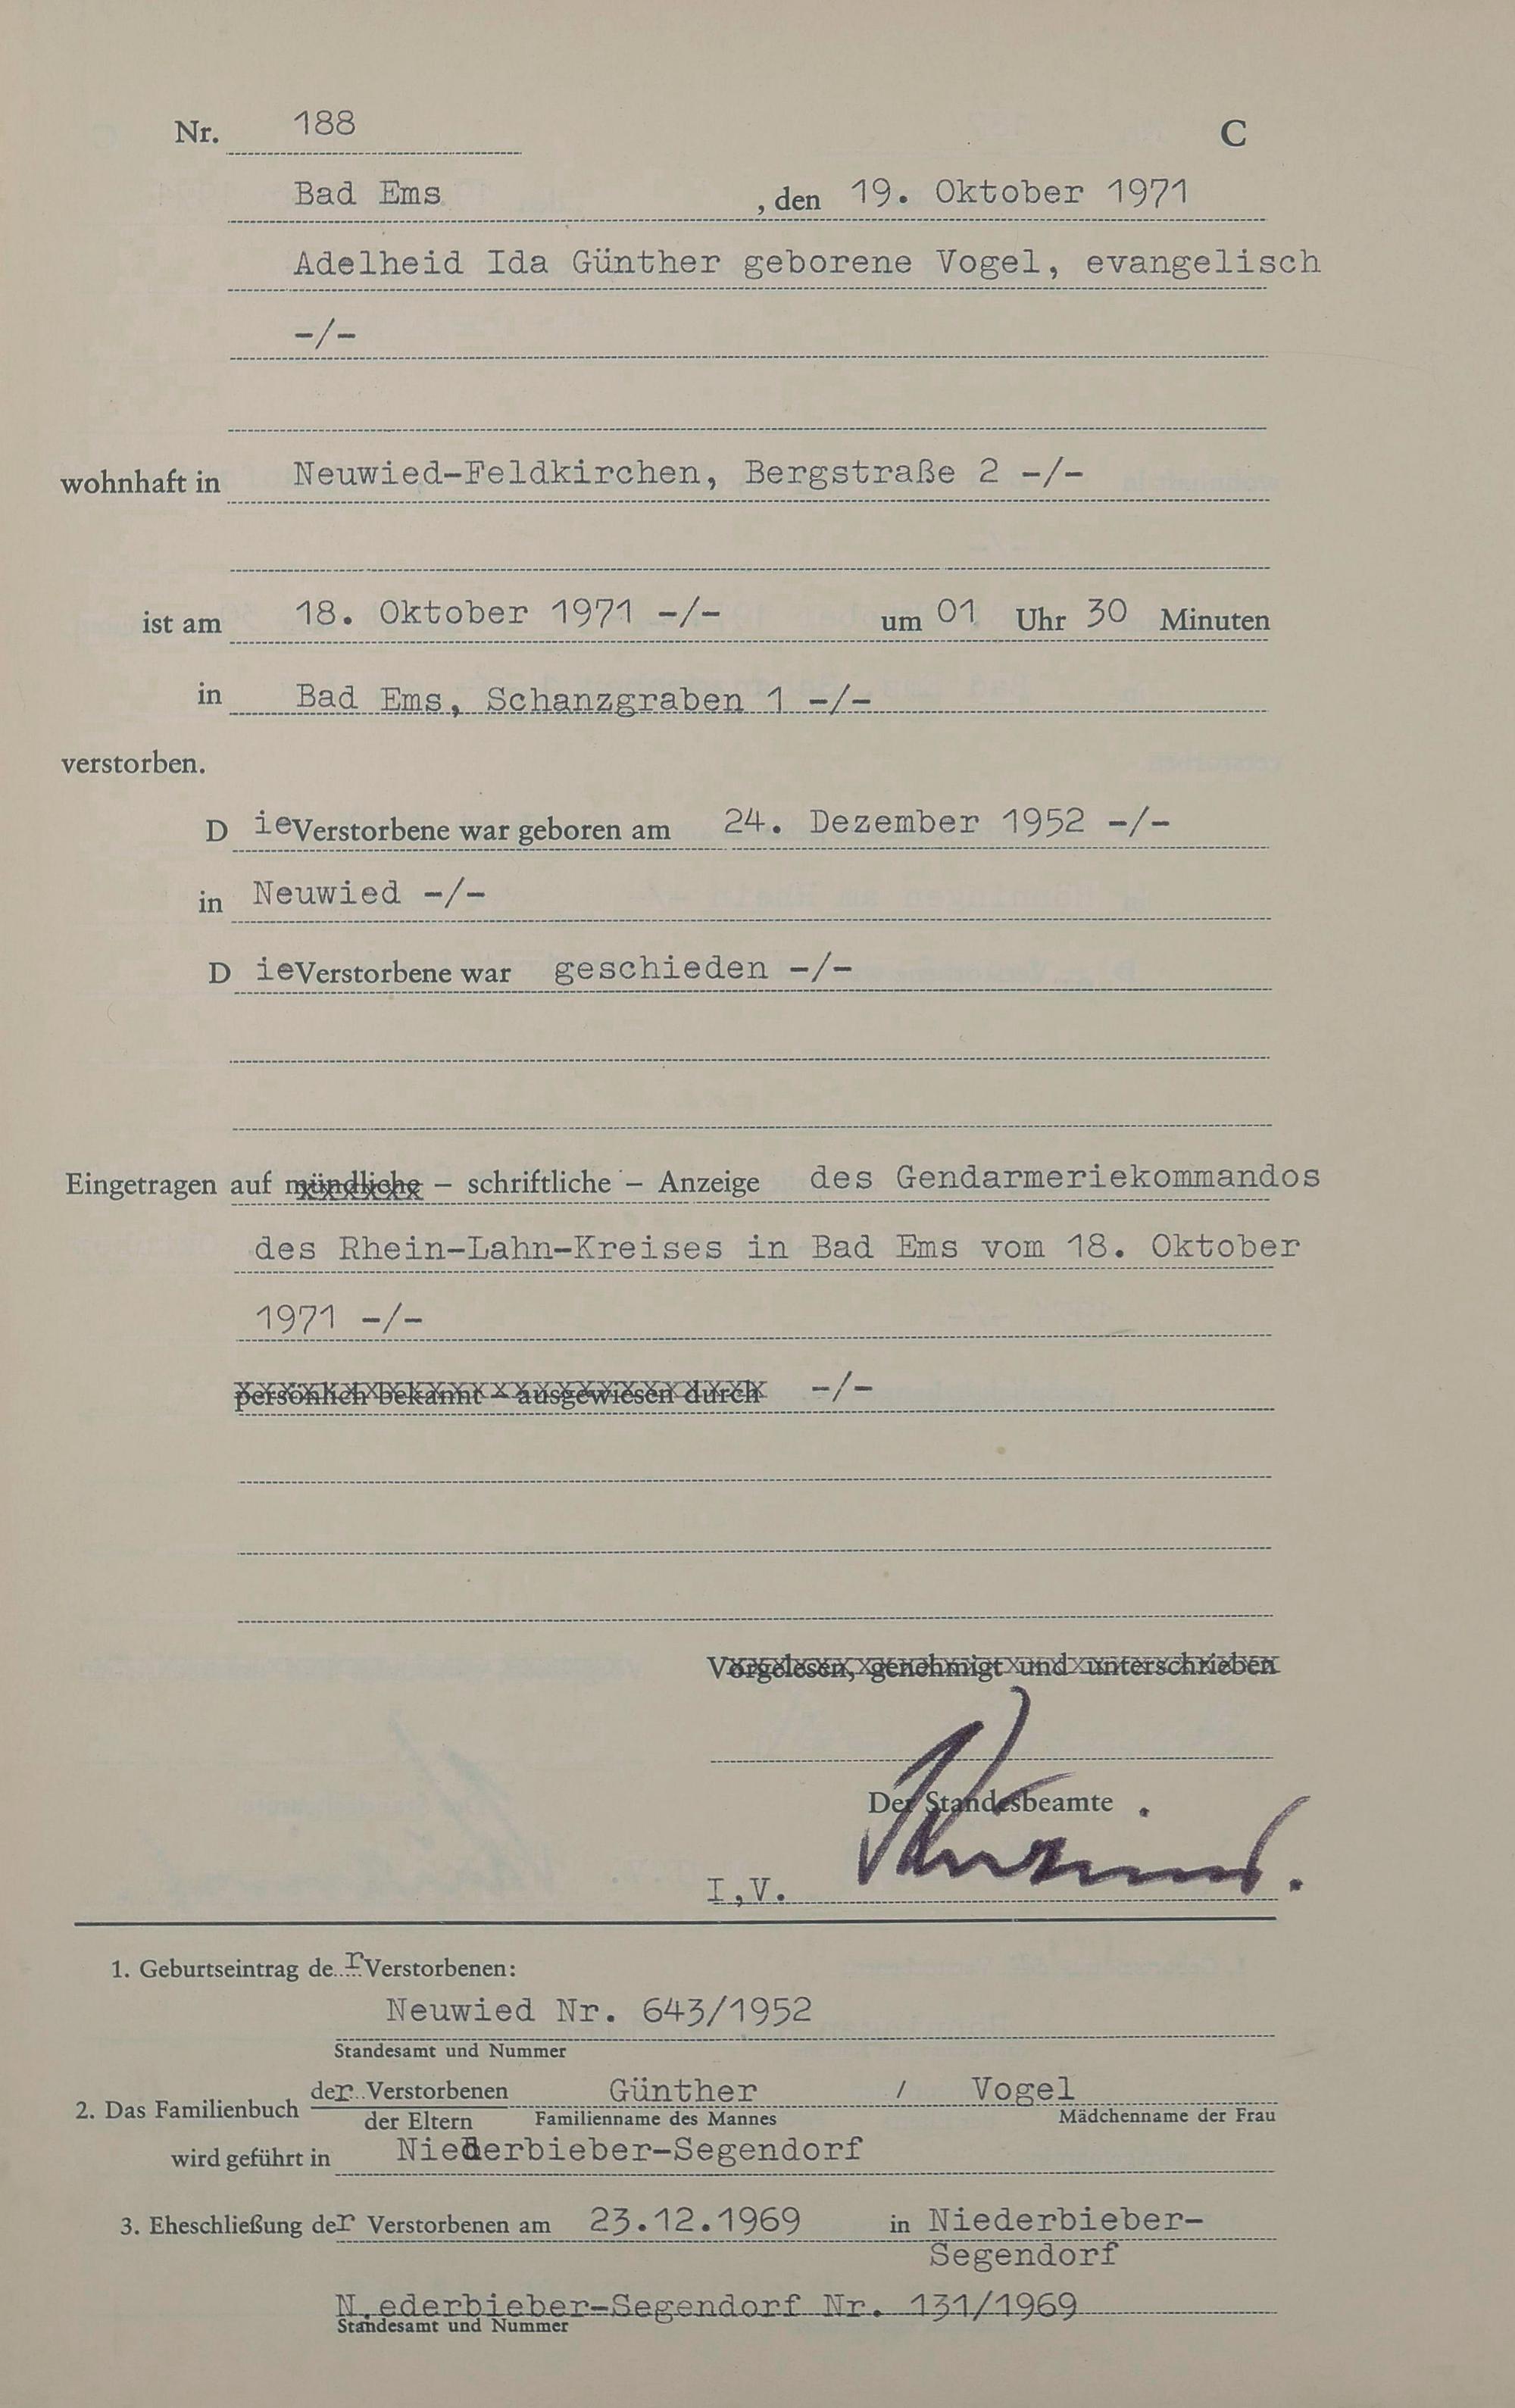 Nr. 188 C
Bad Ems , den 19. Oktober 1971
Adelheid Ida Günther geborene Vogel, evangelisch
-/-
wohnhaft in Neuwied-Feldkirchen, Bergstraße 2 -/-
ist am 18. Oktober 1971 -/- um 01 Uhr 30 Minuten
in Bad Ems, Schanzgraben 1 -/-
verstorben.
D ie Verstorbene war geboren am 24. Dezember 1952 -/-
in Neuwied -/-
D ie Verstorbene war geschieden -/-
Eingetragen auf mündliche – schriftliche – Anzeige des Gendarmeriekommandos
des Rhein-Lahn-Kreises in Bad Ems vom 18. Oktober
1971 -/-
persönlich bekannt – ausgewiesen durch -/-
Vorgelesen, genehmigt und unterschrieben
Der Standesbeamte
I.V.
1. Geburtseintrag der Verstorbenen:
Neuwied Nr. 643/1952
Standesamt und Nummer
2. Das Familienbuch der Verstorbenen Günther / Vogel
der Eltern Familienname des Mannes Mädchenname der Frau
wird geführt in Niederbieber-Segendorf
3. Eheschließung der Verstorbenen am 23.12.1969 in Niederbieber-
Segendorf
N.ederbieber-Segendorf Nr. 131/1969
Standesamt und Nummer